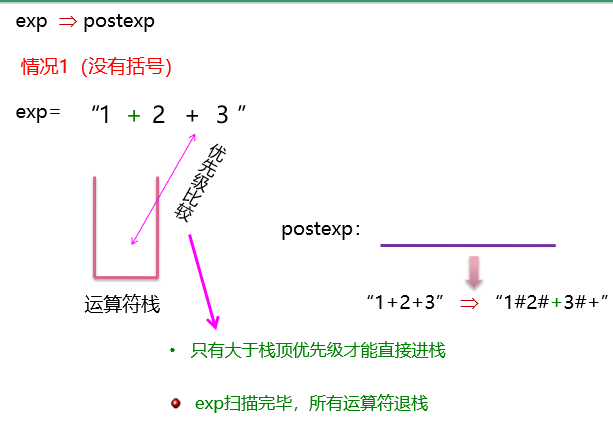 exp ⇒ postexp
情况1（没有括号）
exp= “1 + 2 + 3 ”
优先级比较
postexp：
运算符栈
“1+2+3” ⇒ “1#2#+3#+”
• 只有大于栈顶优先级才能直接进栈
exp扫描完毕，所有运算符退栈